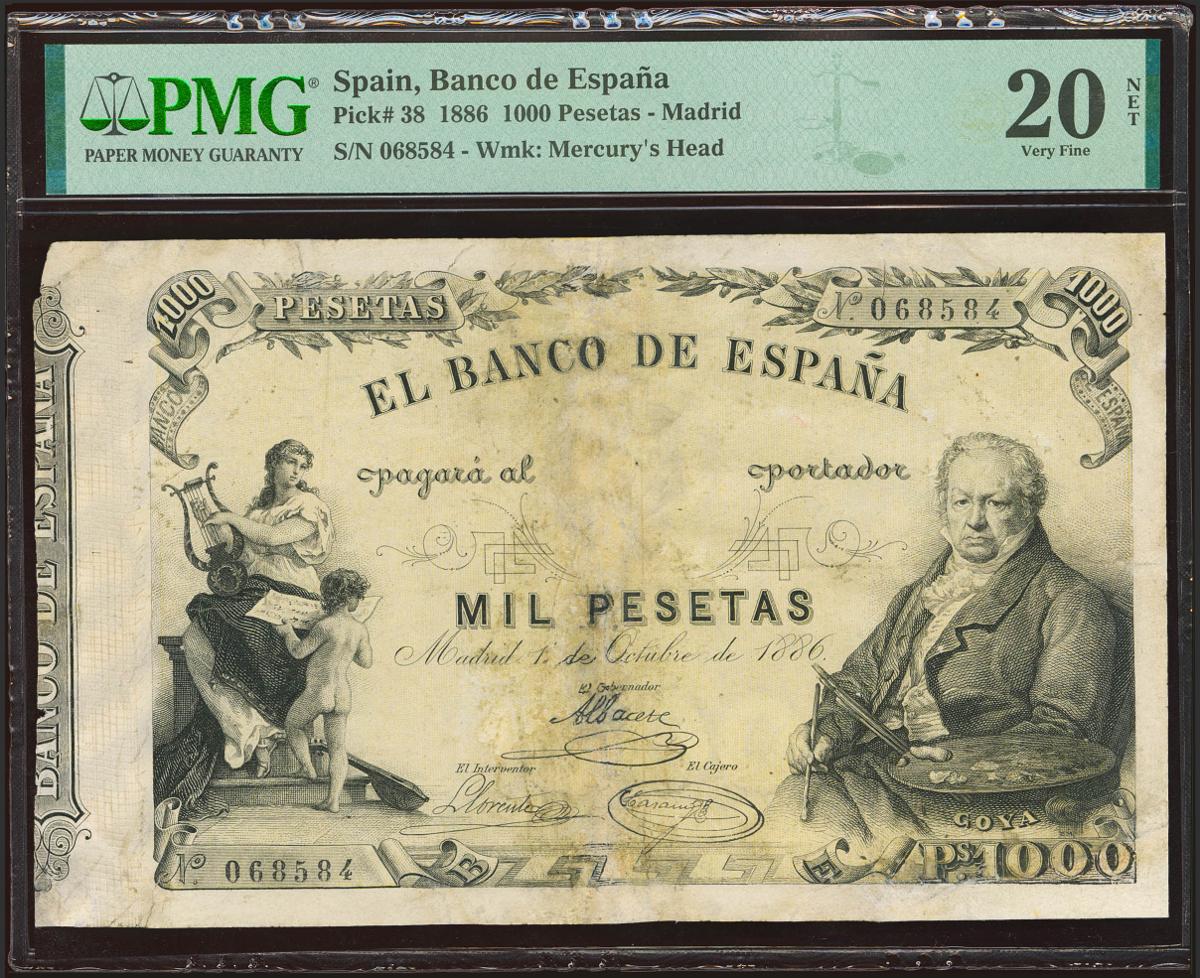 PMG®
PAPER MONEY GUARANTY
Spain, Banco de España
Pick# 38 1886 1000 Pesetas - Madrid
S/N 068584 - Wmk: Mercury's Head
20
NET
Very Fine
1000
PESETAS
Nº. 068584
1000
BANCO
ESPAÑA
EL BANCO DE ESPAÑA
pagará al portador
MIL PESETAS
Madrid 1. de Octubre de 1886.
El Gobernador
Albacete
El Interventor
El Cajero
Llorente
GOYA
Nº. 068584
B
E
Ps. 1000
BANCO DE ESPAÑA